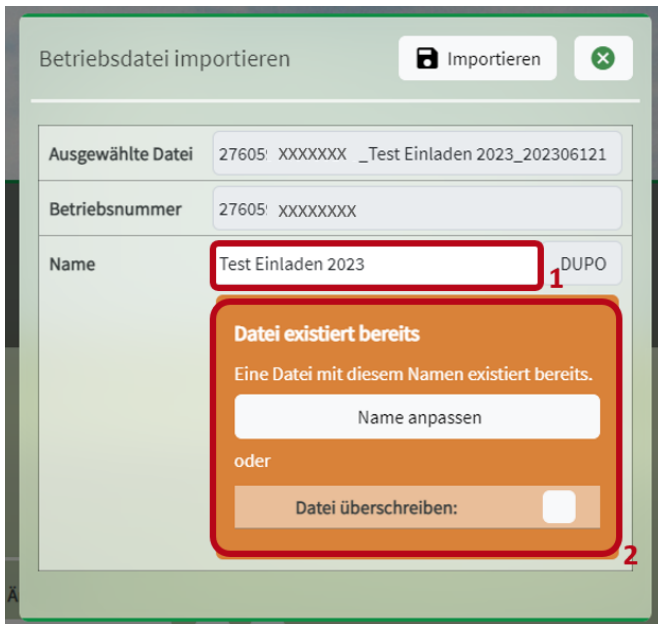 Betriebsdatei importieren Importieren
Ausgewählte Datei 27605 XXXXXXX _Test Einladen 2023_202306121
Betriebsnummer 27605 XXXXXXXX
Name Test Einladen 2023 DUPO
1
Datei existiert bereits
Eine Datei mit diesem Namen existiert bereits.
Name anpassen
oder
Datei überschreiben:
2
Ä